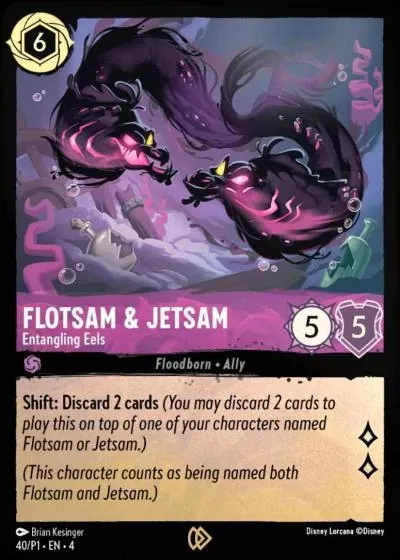 6
FLOTSAM & JETSAM
Entangling Eels
5
5
Floodborn • Ally
Shift: Discard 2 cards (You may discard 2 cards to
play this on top of one of your characters named
Flotsam or Jetsam.)
(This character counts as being named both
Flotsam and Jetsam.)
Brian Kesinger
Disney Lorcana ©Disney
40/P1 • EN • 4